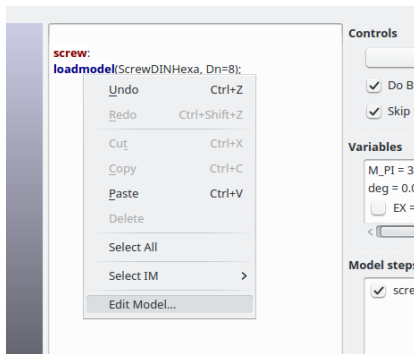 Controls
screw:
loadmodel(ScrewDINHexa, Dn=8);
Undo Ctrl+Z
Redo Ctrl+Shift+Z
Cut Ctrl+X
Copy Ctrl+C
Paste Ctrl+V
Delete
Select All
Select IM
Edit Model...
Do
Skip
Variables
M_PI = 3
deg = 0.0
EX =
Model steps